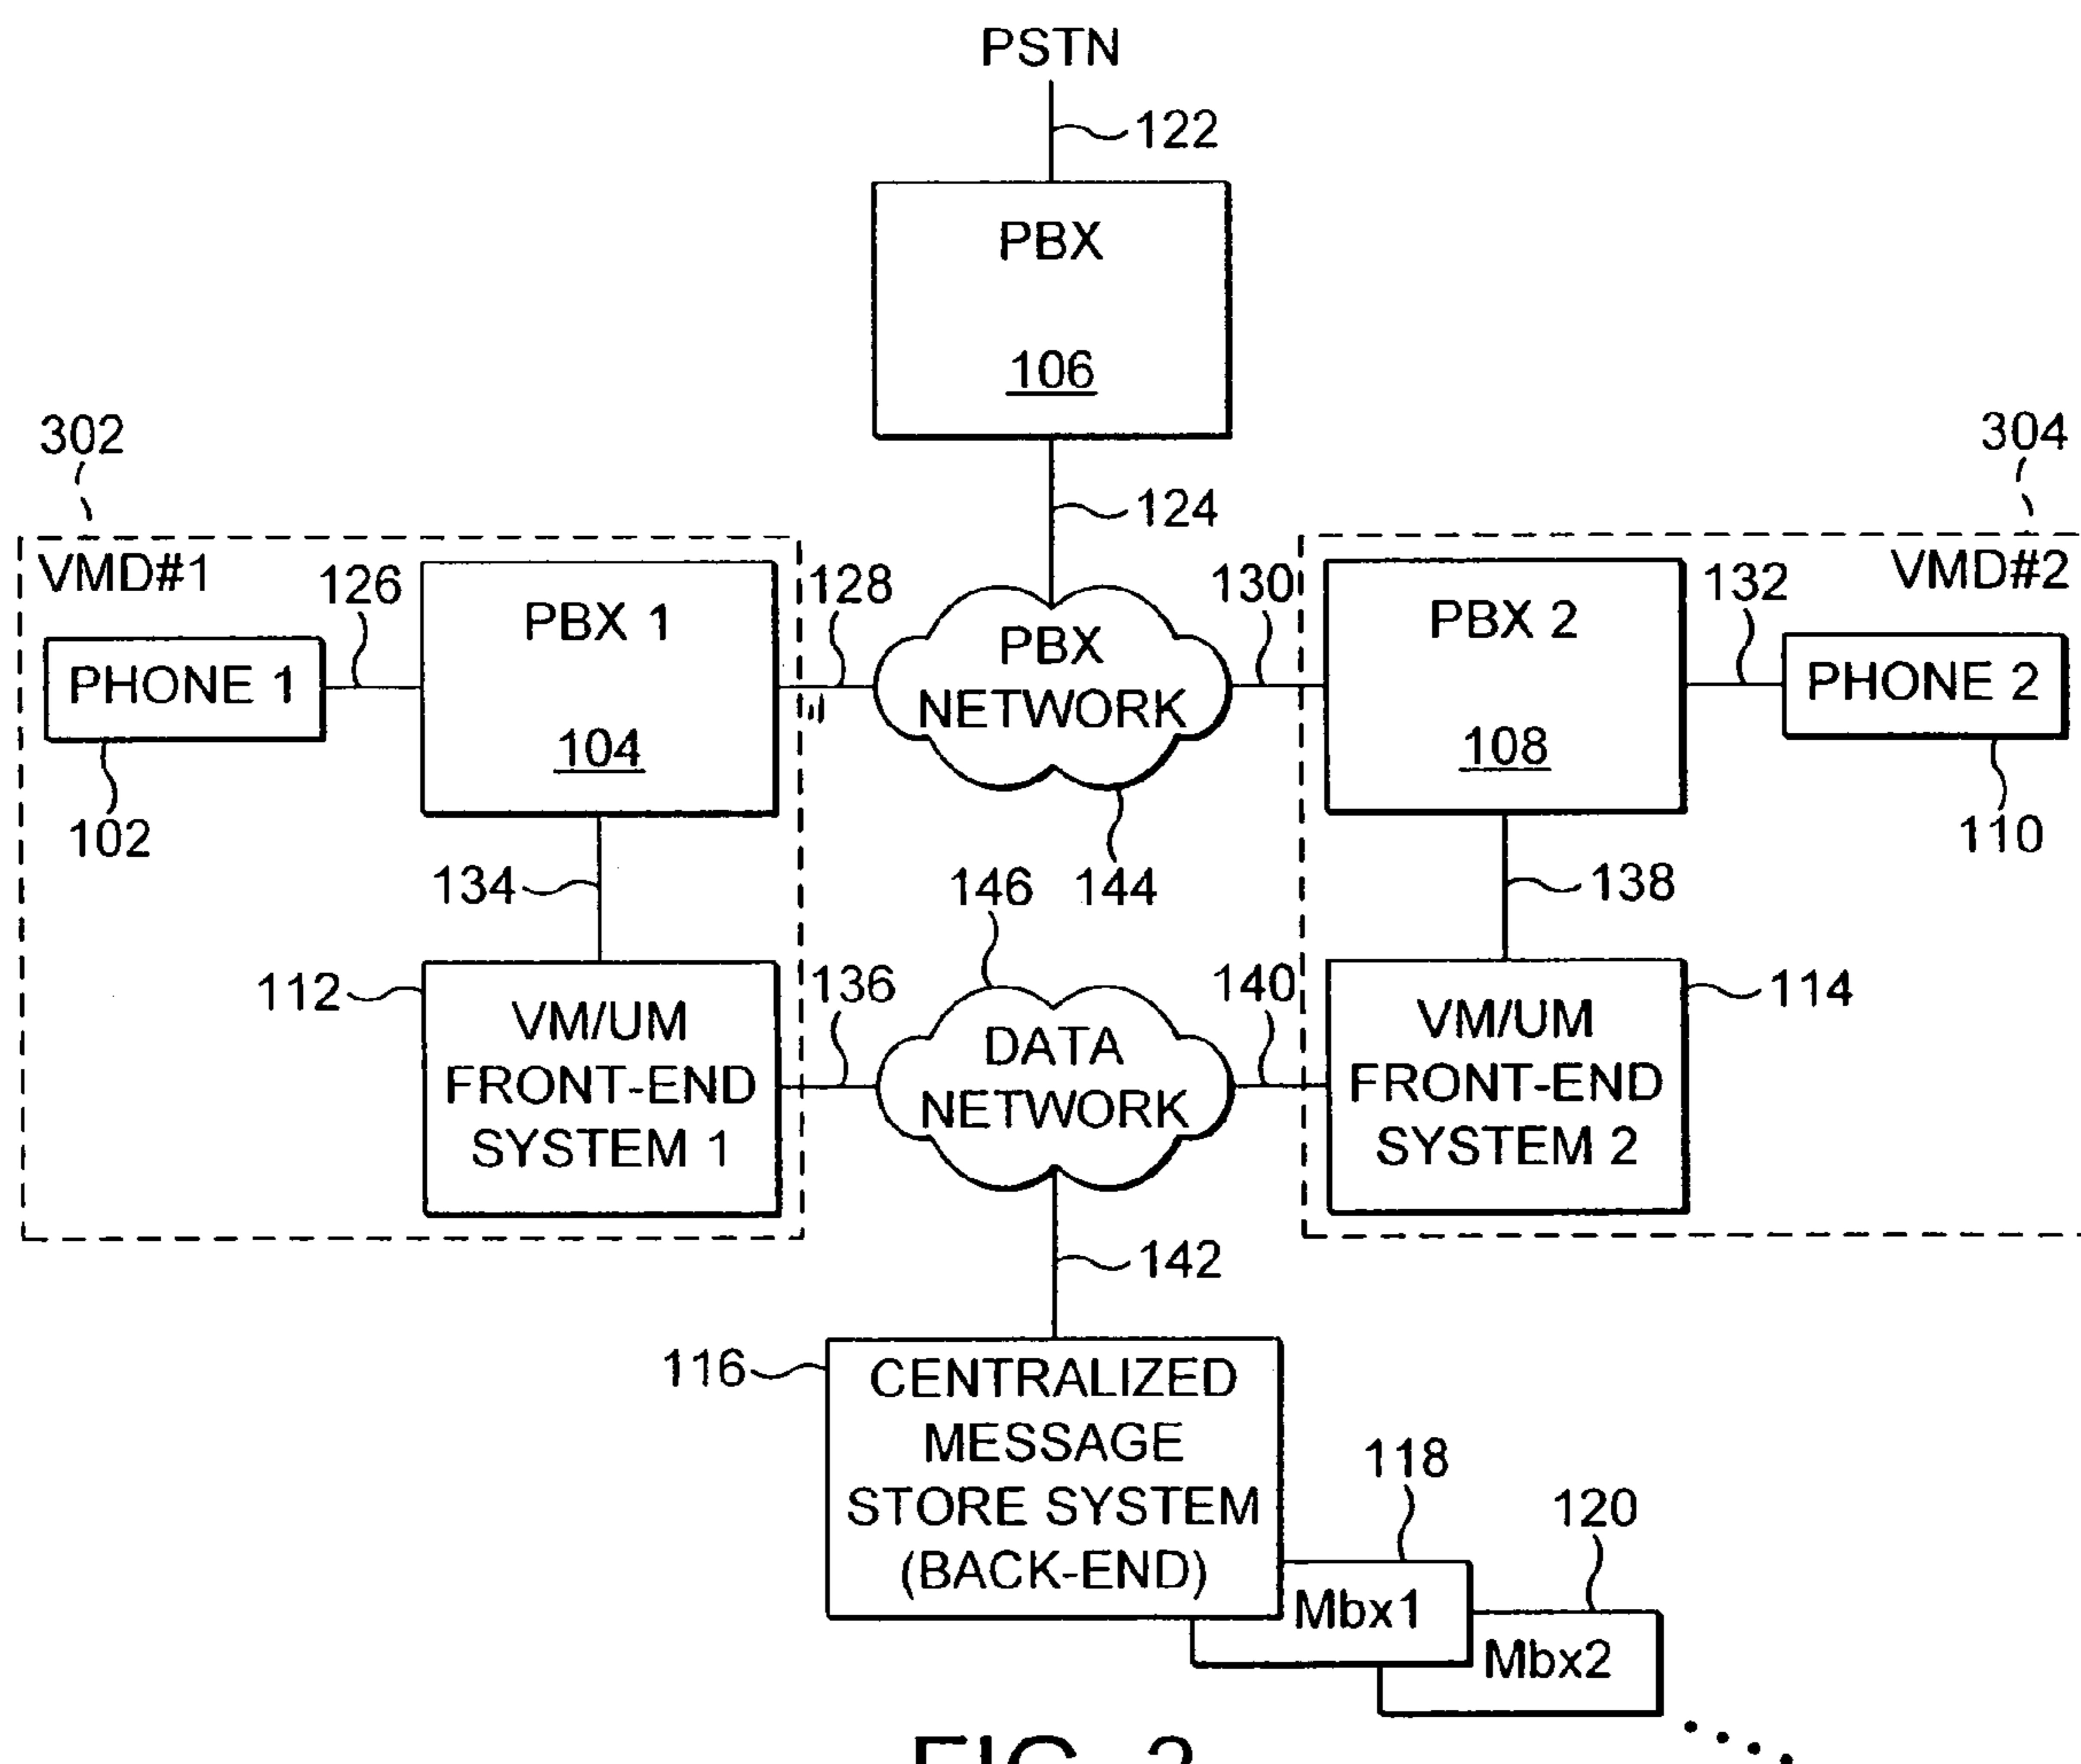 PSTN
122
PBX
106
302
304
124
VMD#1
126
PBX 1
128
130
PBX 2
132
VMD#2
PHONE 1
PBX
NETWORK
PHONE 2
104
108
102
110
134
146
144
138
112
VM/UM
FRONT-END
SYSTEM 1
136
DATA
NETWORK
140
VM/UM
FRONT-END
SYSTEM 2
114
142
116
CENTRALIZED
MESSAGE
STORE SYSTEM
(BACK-END)
118
120
Mbx1
Mbx2
FIG.